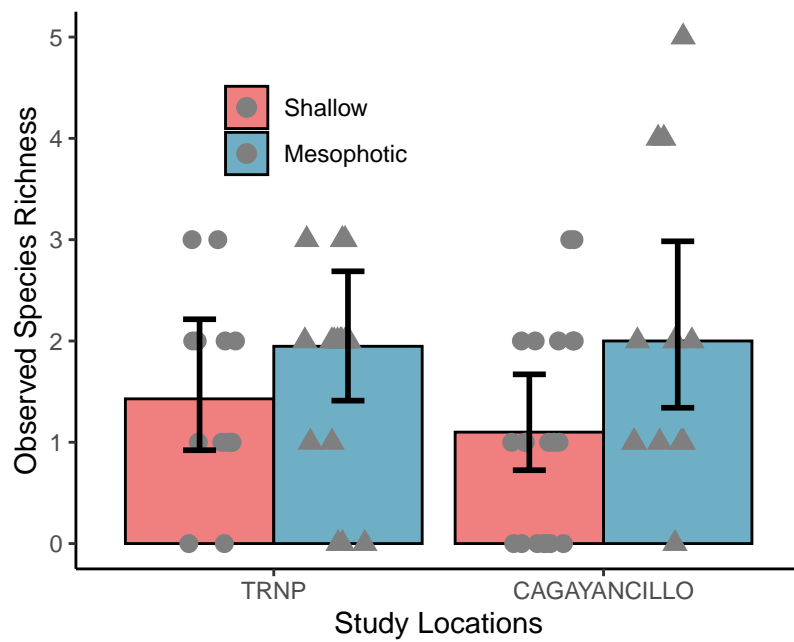 Observed Species Richness
5
4
3
2
1
0
Shallow
Mesophotic
TRNP
CAGAYANCILLO
Study Locations